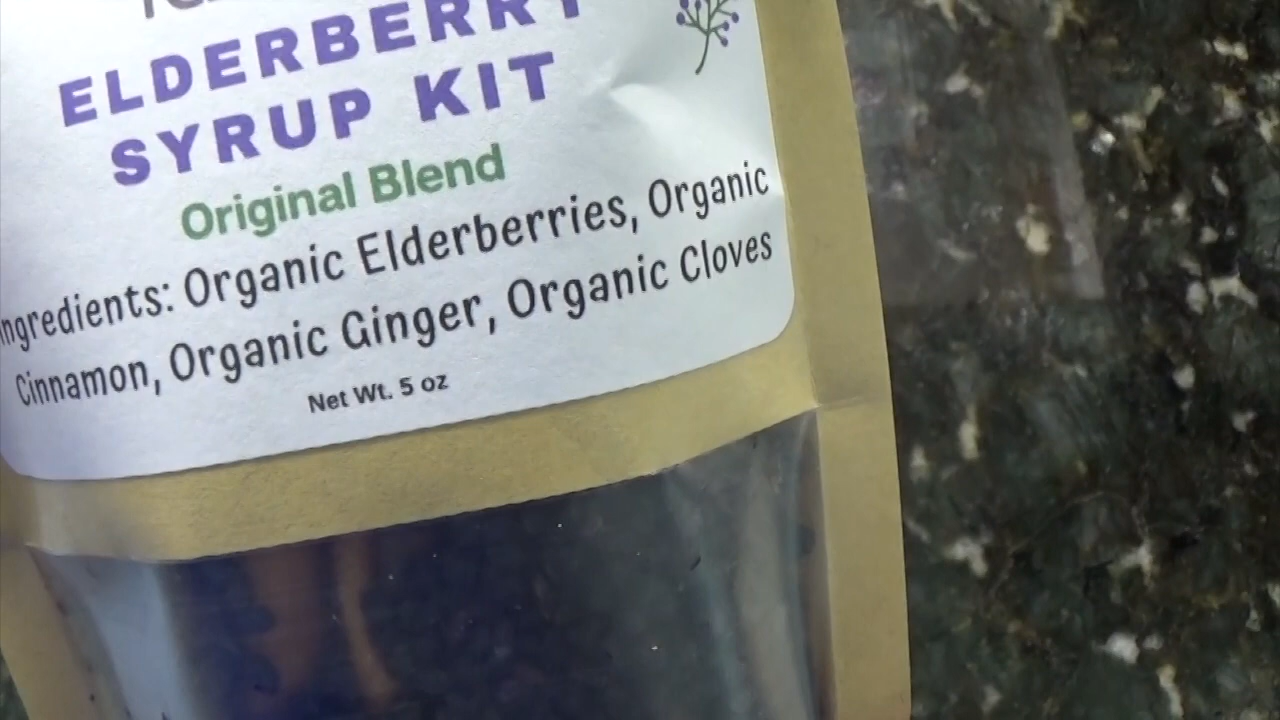 ELDERBERRY
SYRUP KIT
Original Blend
Ingredients: Organic Elderberries, Organic
Cinnamon, Organic Ginger, Organic Cloves
Net Wt. 5 oz